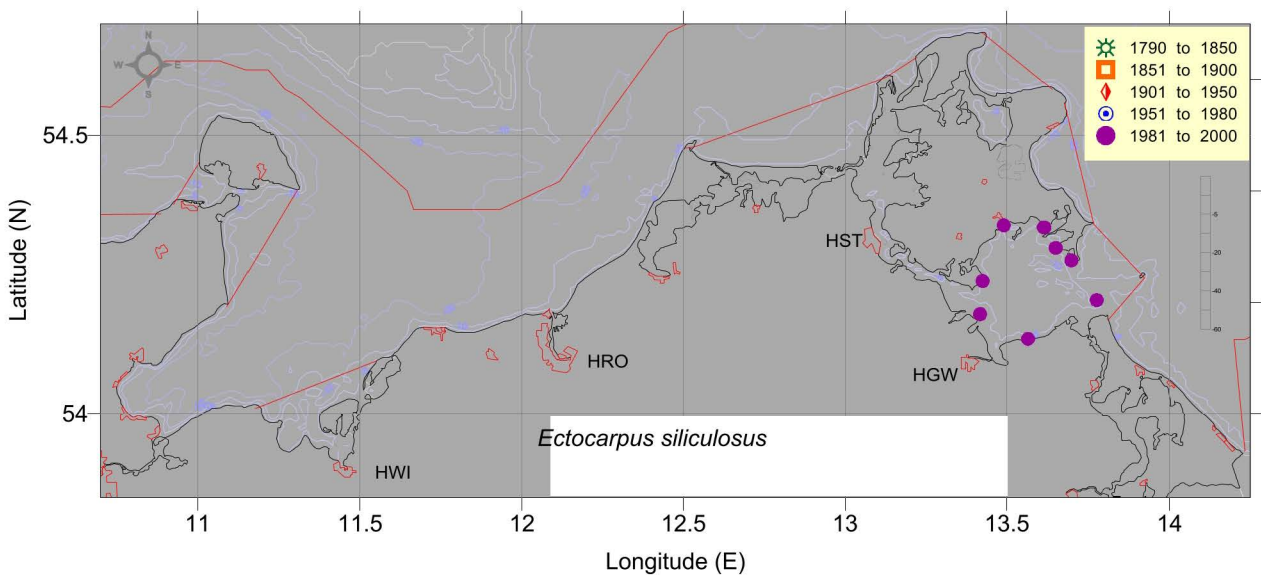 N
W E
S
1790 to 1850
1851 to 1900
1901 to 1950
1951 to 1980
1981 to 2000
54.5
54
Latitude (N)
-5
-20
-40
-60
HST
HRO
HGW
HWI
Ectocarpus siliculosus
11 11.5 12 12.5 13 13.5 14
Longitude (E)